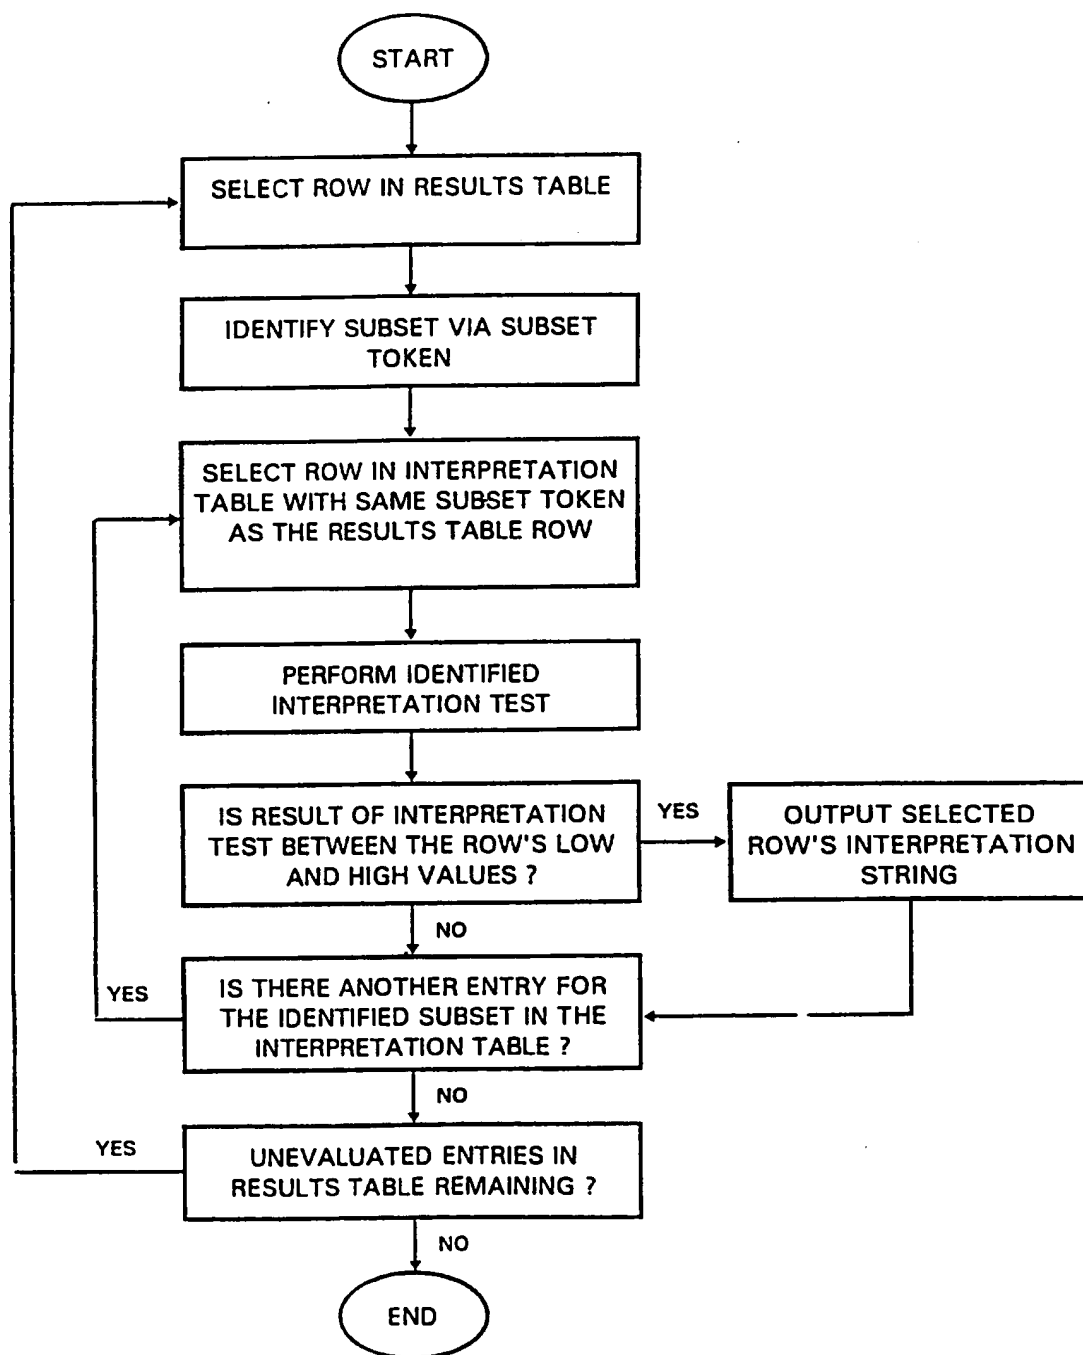 START
SELECT ROW IN RESULTS TABLE
IDENTIFY SUBSET VIA SUBSET
TOKEN
SELECT ROW IN INTERPRETATION
TABLE WITH SAME SUBSET TOKEN
AS THE RESULTS TABLE ROW
PERFORM IDENTIFIED
INTERPRETATION TEST
IS RESULT OF INTERPRETATION
TEST BETWEEN THE ROW'S LOW
AND HIGH VALUES ?
YES
OUTPUT SELECTED
ROW'S INTERPRETATION
STRING
NO
IS THERE ANOTHER ENTRY FOR
THE IDENTIFIED SUBSET IN THE
INTERPRETATION TABLE ?
YES
NO
UNEVALUATED ENTRIES IN
RESULTS TABLE REMAINING ?
YES
NO
END